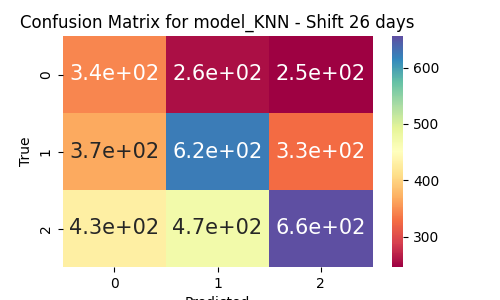 Confusion Matrix for model_KNN - Shift 26 days
0 3.4e+02 2.6e+02 2.5e+02
1 3.7e+02 6.2e+02 3.3e+02
2 4.3e+02 4.7e+02 6.6e+02
True
0 1 2
Predicted
600
500
400
300